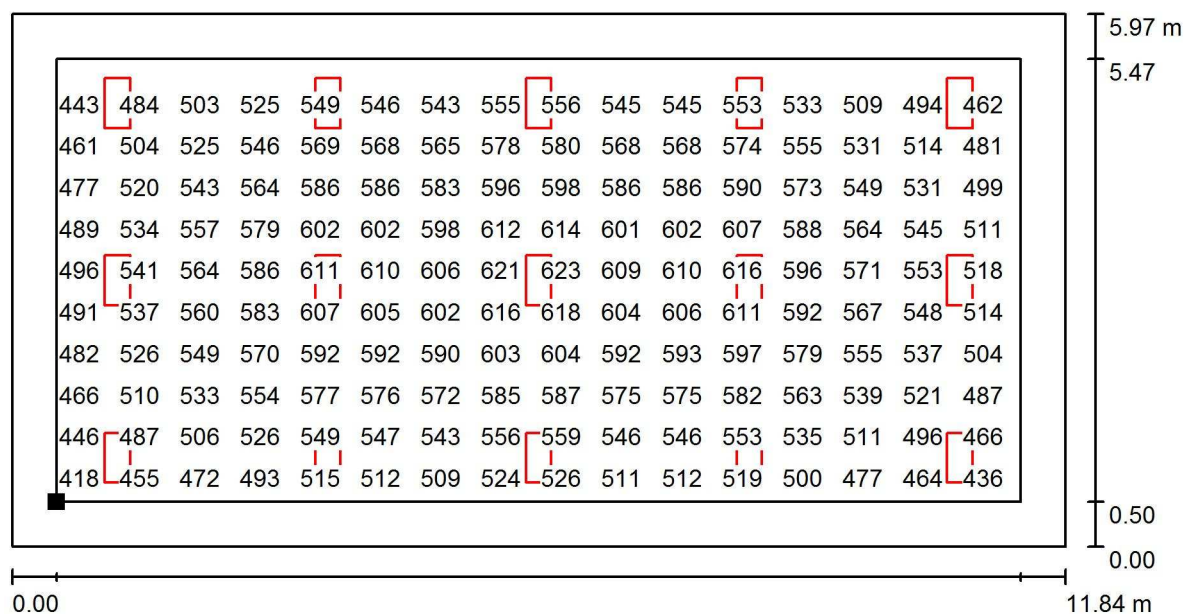 5.97 m
5.47
443 484 503 525 549 546 543 555 556 545 545 553 533 509 494 462
461 504 525 546 569 568 565 578 580 568 568 574 555 531 514 481
477 520 543 564 586 586 583 596 598 586 586 590 573 549 531 499
489 534 557 579 602 602 598 612 614 601 602 607 588 564 545 511
496 541 564 586 611 610 606 621 623 609 610 616 596 571 553 518
491 537 560 583 607 605 602 616 618 604 606 611 592 567 548 514
482 526 549 570 592 592 590 603 604 592 593 597 579 555 537 504
466 510 533 554 577 576 572 585 587 575 575 582 563 539 521 487
446 487 506 526 549 547 543 556 559 546 546 553 535 511 496 466
418 455 472 493 515 512 509 524 526 511 512 519 500 477 464 436
0.50
0.00
0.00 11.84 m